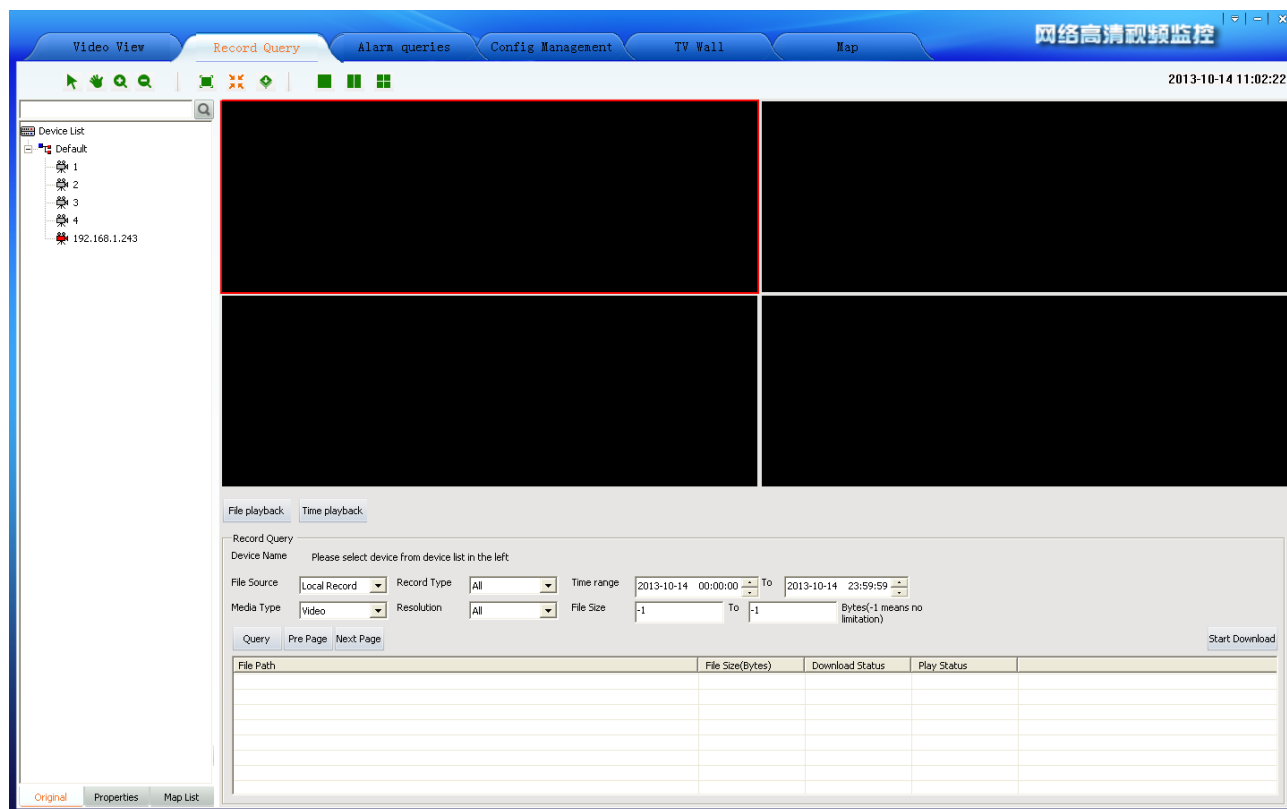 网络高清视频监控
Video View Record Query Alarm queries Config Management TV Wall Map
2013-10-14 11:02:22
Device List
Default
1
2
3
4
192.168.1.243
File playback Time playback
Record Query
Device Name Please select device from device list in the left
File Source Local Record Record Type All Time range 2013-10-14 00:00:00 To 2013-10-14 23:59:59
Media Type Video Resolution All File Size -1 To -1 Bytes(-1 means no
limitation)
Query Pre Page Next Page Start Download
File Path File Size(Bytes) Download Status Play Status
Original Properties Map List